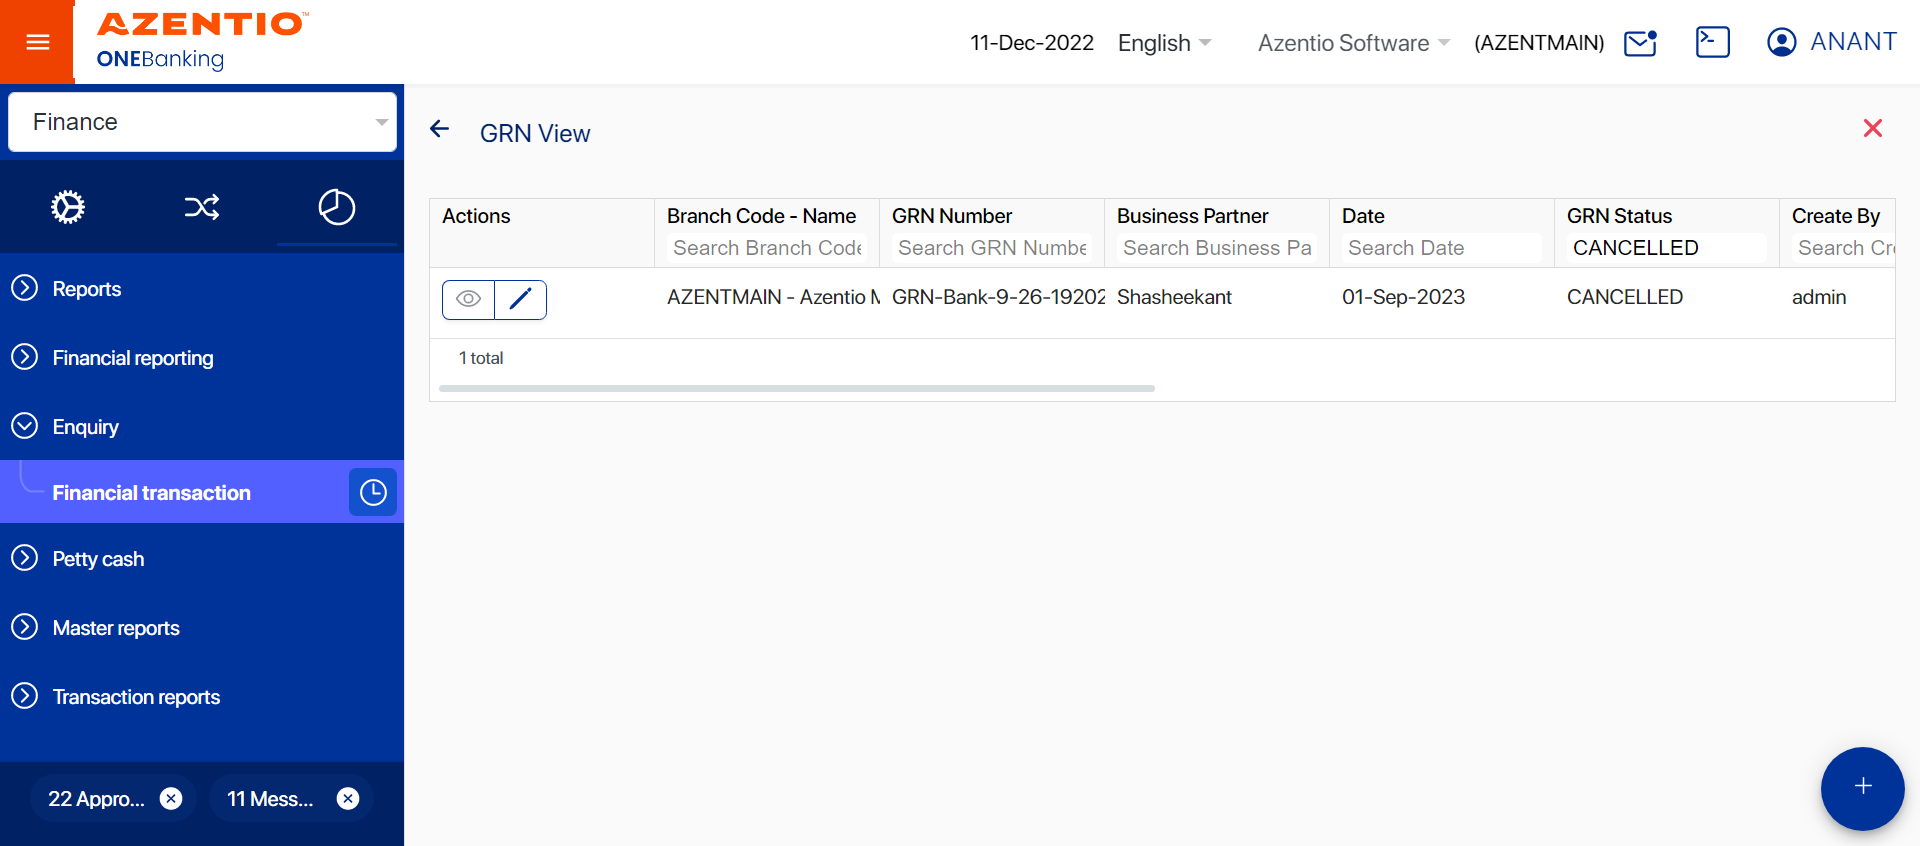 AZENTIO™
ONEBanking
11-Dec-2022
English
Azentio Software
(AZENTMAIN)
ANANT
Finance
Reports
Financial reporting
Enquiry
Financial transaction
Petty cash
Master reports
Transaction reports
22 Appro...
11 Mess...
GRN View
Actions
Branch Code - Name
GRN Number
Business Partner
Date
GRN Status
Create By
Search Branch Code
Search GRN Numbe
Search Business Pa
Search Date
CANCELLED
Search Cr
AZENTMAIN - Azentio M
GRN-Bank-9-26-19202
Shasheekant
01-Sep-2023
CANCELLED
admin
1 total